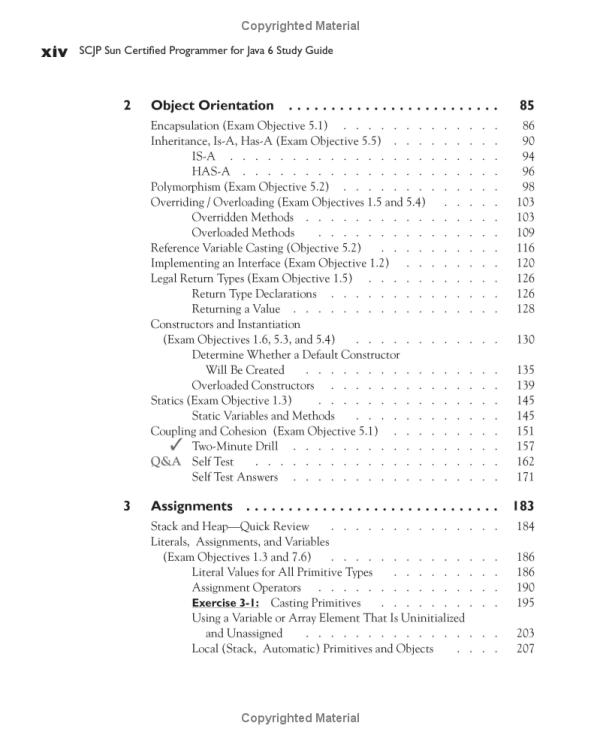 Copyrighted Material
xiv SCJP Sun Certified Programmer for Java 6 Study Guide
2 Object Orientation . . . . . . . . . . . . . . . . . . . . . . . . . 85
Encapsulation (Exam Objective 5.1) . . . . . . . . . . . . . 86
Inheritance, Is-A, Has-A (Exam Objective 5.5) . . . . . . . . . 90
IS-A . . . . . . . . . . . . . . . . . . . . . . 94
HAS-A . . . . . . . . . . . . . . . . . . . . . 96
Polymorphism (Exam Objective 5.2) . . . . . . . . . . . . . 98
Overriding / Overloading (Exam Objectives 1.5 and 5.4) . . . . . 103
Overridden Methods . . . . . . . . . . . . . . . . 103
Overloaded Methods . . . . . . . . . . . . . . . 109
Reference Variable Casting (Objective 5.2) . . . . . . . . . . 116
Implementing an Interface (Exam Objective 1.2) . . . . . . . . 120
Legal Return Types (Exam Objective 1.5) . . . . . . . . . . . 126
Return Type Declarations . . . . . . . . . . . . . . 126
Returning a Value . . . . . . . . . . . . . . . . . 128
Constructors and Instantiation
(Exam Objectives 1.6, 5.3, and 5.4) . . . . . . . . . . . . 130
Determine Whether a Default Constructor
Will Be Created . . . . . . . . . . . . . . . . 135
Overloaded Constructors . . . . . . . . . . . . . . 139
Statics (Exam Objective 1.3) . . . . . . . . . . . . . . . 145
Static Variables and Methods . . . . . . . . . . . . 145
Coupling and Cohesion (Exam Objective 5.1) . . . . . . . . . 151
✓ Two-Minute Drill . . . . . . . . . . . . . . . . . 157
Q&A Self Test . . . . . . . . . . . . . . . . . . . . 162
Self Test Answers . . . . . . . . . . . . . . . . . 171
3 Assignments . . . . . . . . . . . . . . . . . . . . . . . . . . . . . . 183
Stack and Heap—Quick Review . . . . . . . . . . . . . . 184
Literals, Assignments, and Variables
(Exam Objectives 1.3 and 7.6) . . . . . . . . . . . . . . 186
Literal Values for All Primitive Types . . . . . . . . . 186
Assignment Operators . . . . . . . . . . . . . . . 190
Exercise 3-1: Casting Primitives . . . . . . . . . . 195
Using a Variable or Array Element That Is Uninitialized
and Unassigned . . . . . . . . . . . . . . . . 203
Local (Stack, Automatic) Primitives and Objects . . . . 207
Copyrighted Material